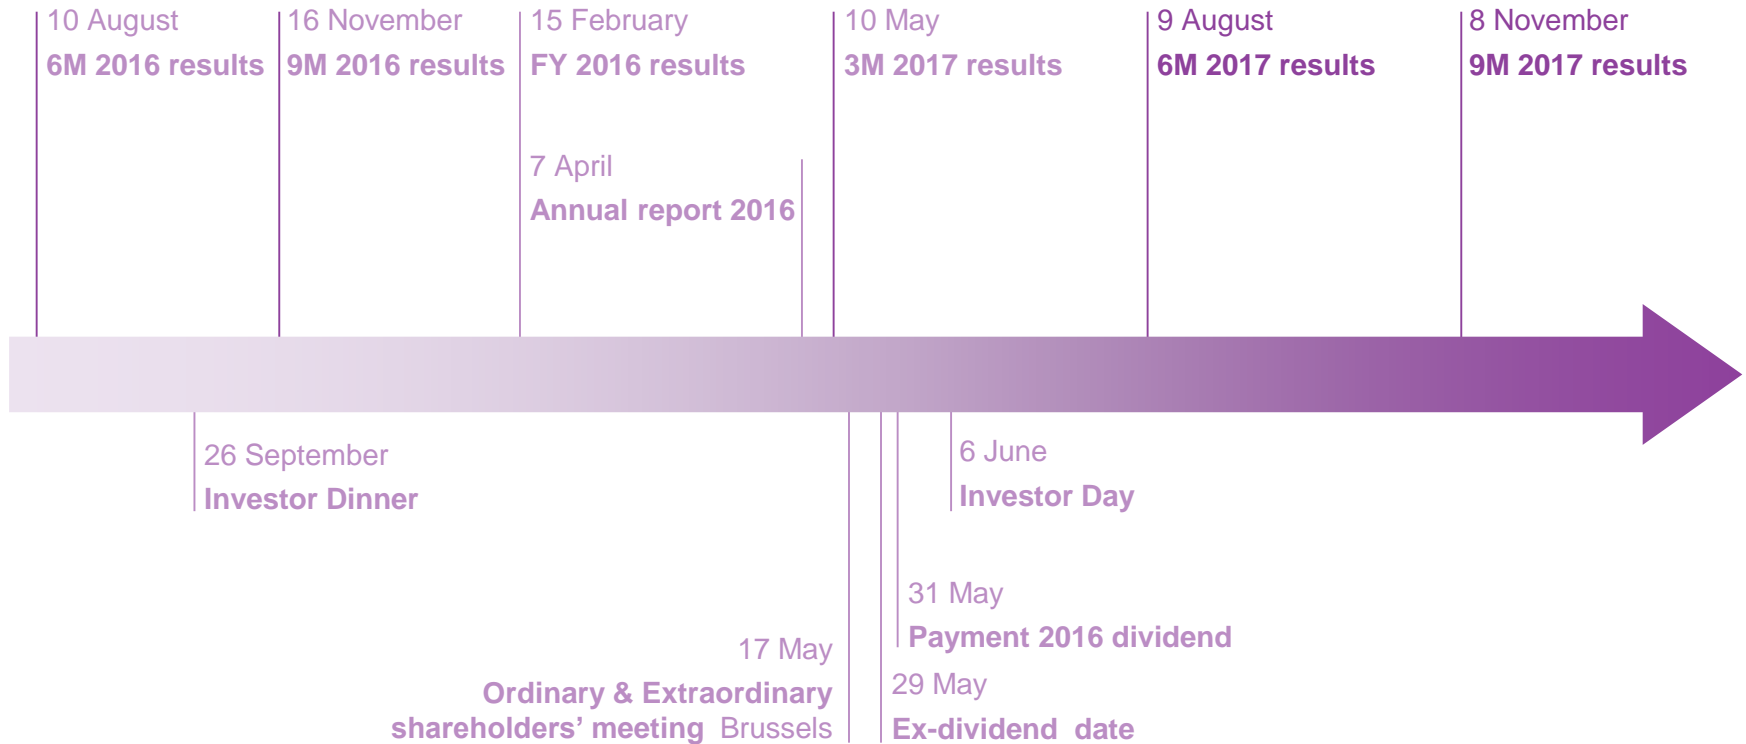 10 August
6M 2016 results
16 November
9M 2016 results
15 February
FY 2016 results
10 May
3M 2017 results
9 August
6M 2017 results
8 November
9M 2017 results
7 April
Annual report 2016
26 September
Investor Dinner
6 June
Investor Day
31 May
Payment 2016 dividend
17 May
Ordinary & Extraordinary
shareholders’ meeting Brussels
29 May
Ex-dividend date